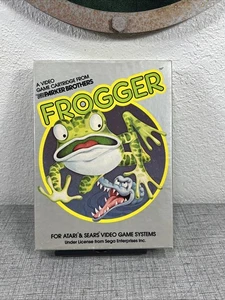 A VIDEO
GAME CARTRIDGE FROM
PARKER BROTHERS
FROGGER
FOR ATARI & SEARS VIDEO GAME SYSTEMS
Under License from Sega Enterprises Inc.